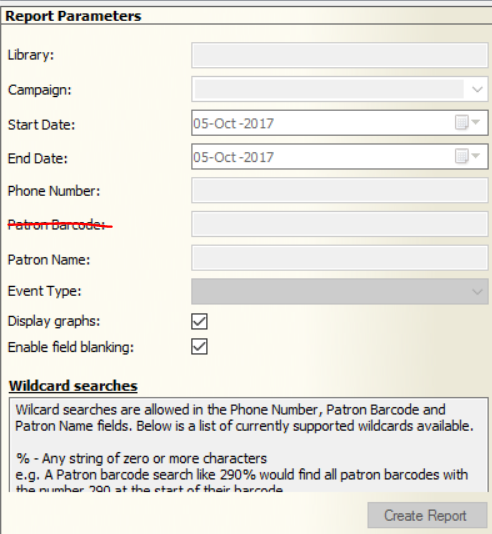 Report Parameters
Library:
Campaign:
Start Date: 05-Oct-2017
End Date: 05-Oct-2017
Phone Number:
Patron Barcode:
Patron Name:
Event Type:
Display graphs:
Enable field blanking:
Wildcard searches
Wilcard searches are allowed in the Phone Number, Patron Barcode and
Patron Name fields. Below is a list of currently supported wildcards available.
% - Any string of zero or more characters
e.g. A Patron barcode search like 290% would find all patron barcodes with
the number 290 at the start of their barcode
Create Report